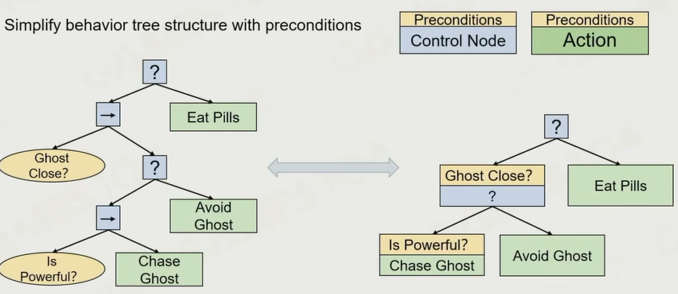 Simplify behavior tree structure with preconditions
Preconditions
Control Node
Preconditions
Action
?
→
Eat Pills
Ghost
Close?
?
→
Avoid
Ghost
Is
Powerful?
Chase
Ghost
?
Ghost Close?
?
Eat Pills
Is Powerful?
Chase Ghost
Avoid Ghost